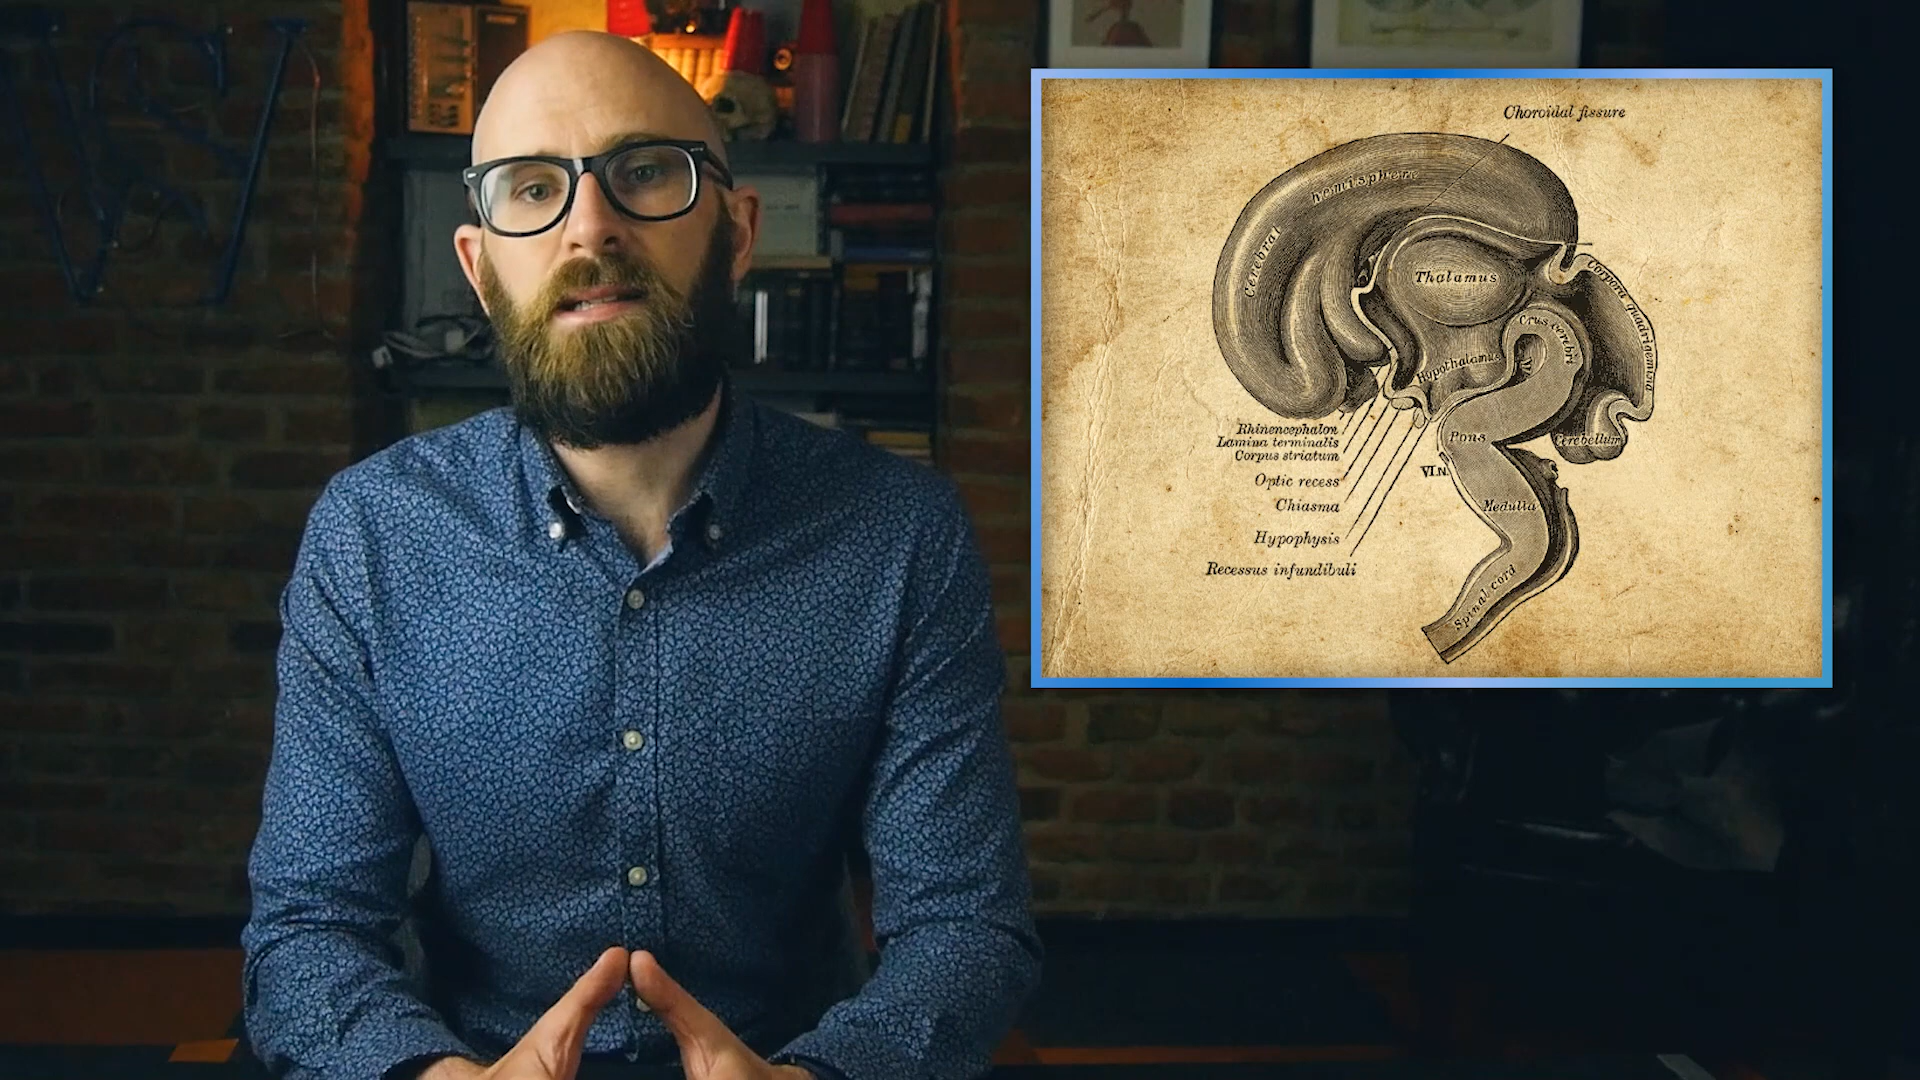 Choroidal fissure
Cerebral hemisphere
Thalamus
Corpora quadrigemina
Crus cerebri
Hypothalamus
Rhinencephalon
Lamina terminalis
Corpus striatum
Pons
Cerebellum
VI.N.
Optic recess
Chiasma
Medulla
Hypophysis
Recessus infundibuli
Spinal cord